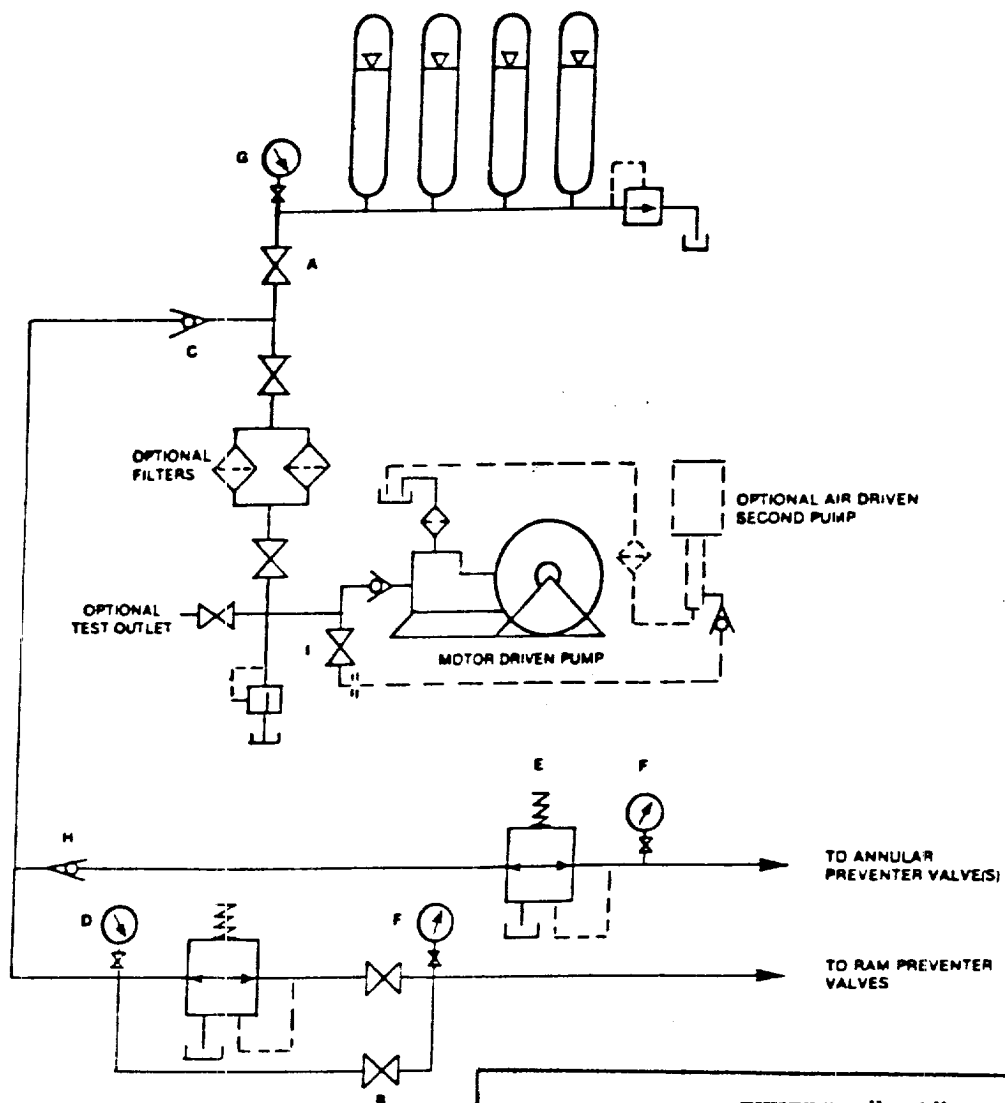 G
A
C
OPTIONAL
FILTERS
OPTIONAL AIR DRIVEN
SECOND PUMP
OPTIONAL
TEST OUTLET
I
MOTOR DRIVEN PUMP
E
F
H
TO ANNULAR
PREVENTER VALVE(S)
D
F
TO RAM PREVENTER
VALVES
B